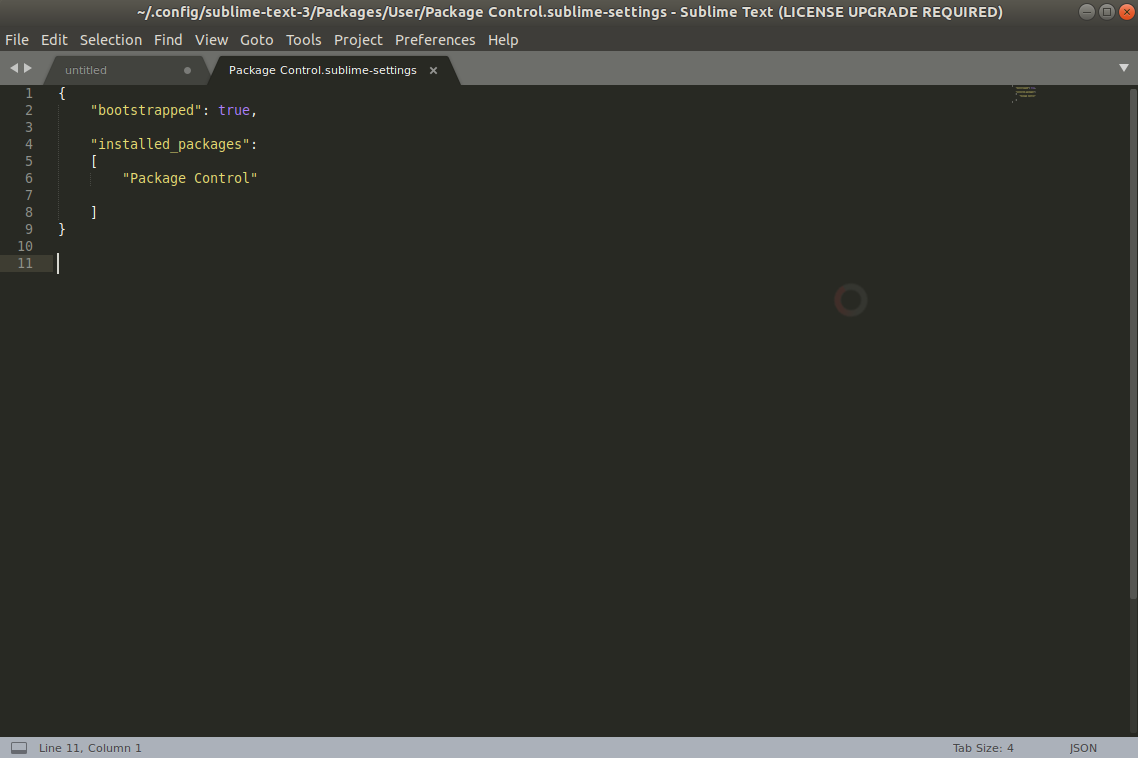 ~/.config/sublime-text-3/Packages/User/Package Control.sublime-settings - Sublime Text (LICENSE UPGRADE REQUIRED)
File Edit Selection Find View Goto Tools Project Preferences Help
untitled Package Control.sublime-settings
1 {
2 "bootstrapped": true,
3
4 "installed_packages":
5 [
6 "Package Control"
7
8 ]
9 }
10
11
Line 11, Column 1 Tab Size: 4 JSON